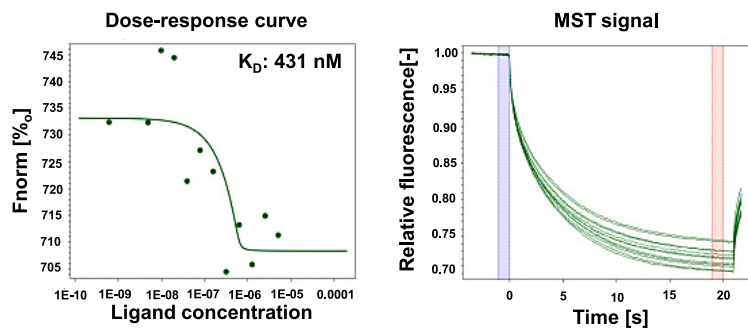 Dose-response curve
K_D: 431 nM
Fnorm [%₀]
745
740
735
730
725
720
715
710
705
1E-10
1E-09
1E-08
1E-07
1E-06
1E-05
0.0001
Ligand concentration
MST signal
Relative fluorescence[-]
1.00
0.95
0.90
0.85
0.80
0.75
0.70
0
5
10
15
20
Time [s]